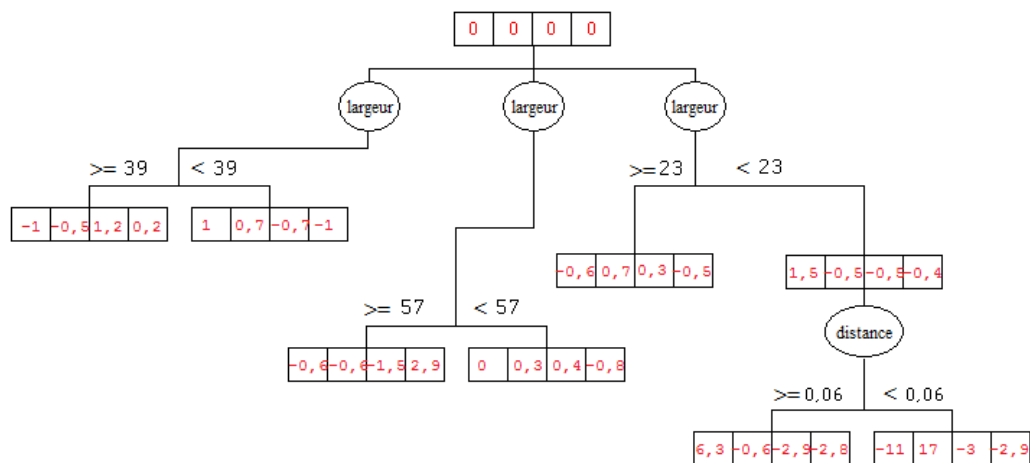 0 0 0 0
largeur largeur largeur
>= 39 < 39 >=23 < 23
-1 -0,5 1,2 0,2 1 0,7 -0,7 -1
-0,6 0,7 0,3 -0,5 1,5 -0,5 -0,5 -0,4
>= 57 < 57 distance
-0,6 -0,6 -1,5 2,9 0 0,3 0,4 -0,8
>=0,06 < 0,06
6,3 -0,6 -2,9 -2,8 -11 17 -3 -2,9